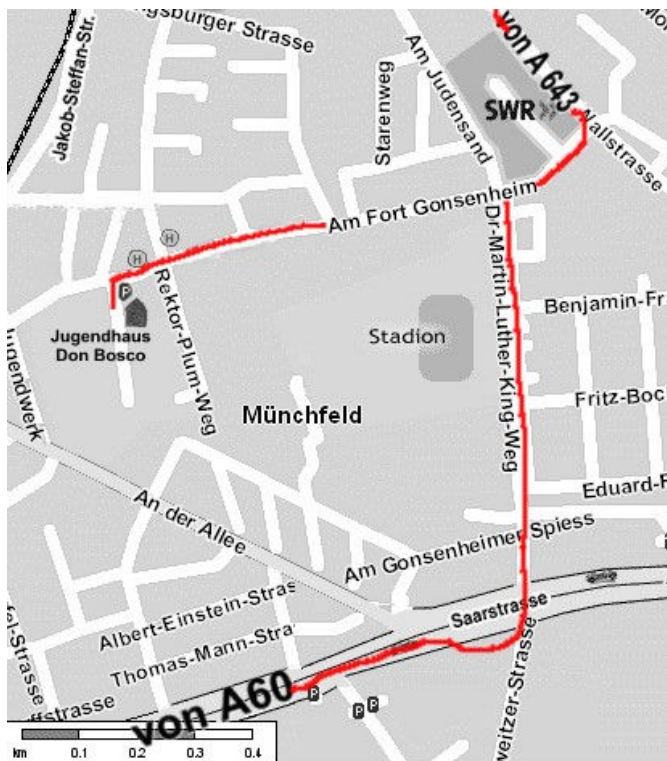 Jakob-Steffan-Str.
Strasse
Starenweg
Am Judensand
von A 643
SWR
Wallstrasse
Am Fort Gonsenheim
H
H
P
Jugendhaus
Don Bosco
Rektor-Plum-Weg
Stadion
Dr-Martin-Luther-King-Weg
Benjamin-Fr
Fritz-Boc
Eduard-F
Münchfeld
ugendwerk
An der Allee
Am Gonsenheimer Spiess
Albert-Einstein-Stras
Thomas-Mann-Stra
Saarstrasse
fel-Strasse
ffstrasse
von A60
P
P P
weitzer-Strasse
km 0.1 0.2 0.3 0.4